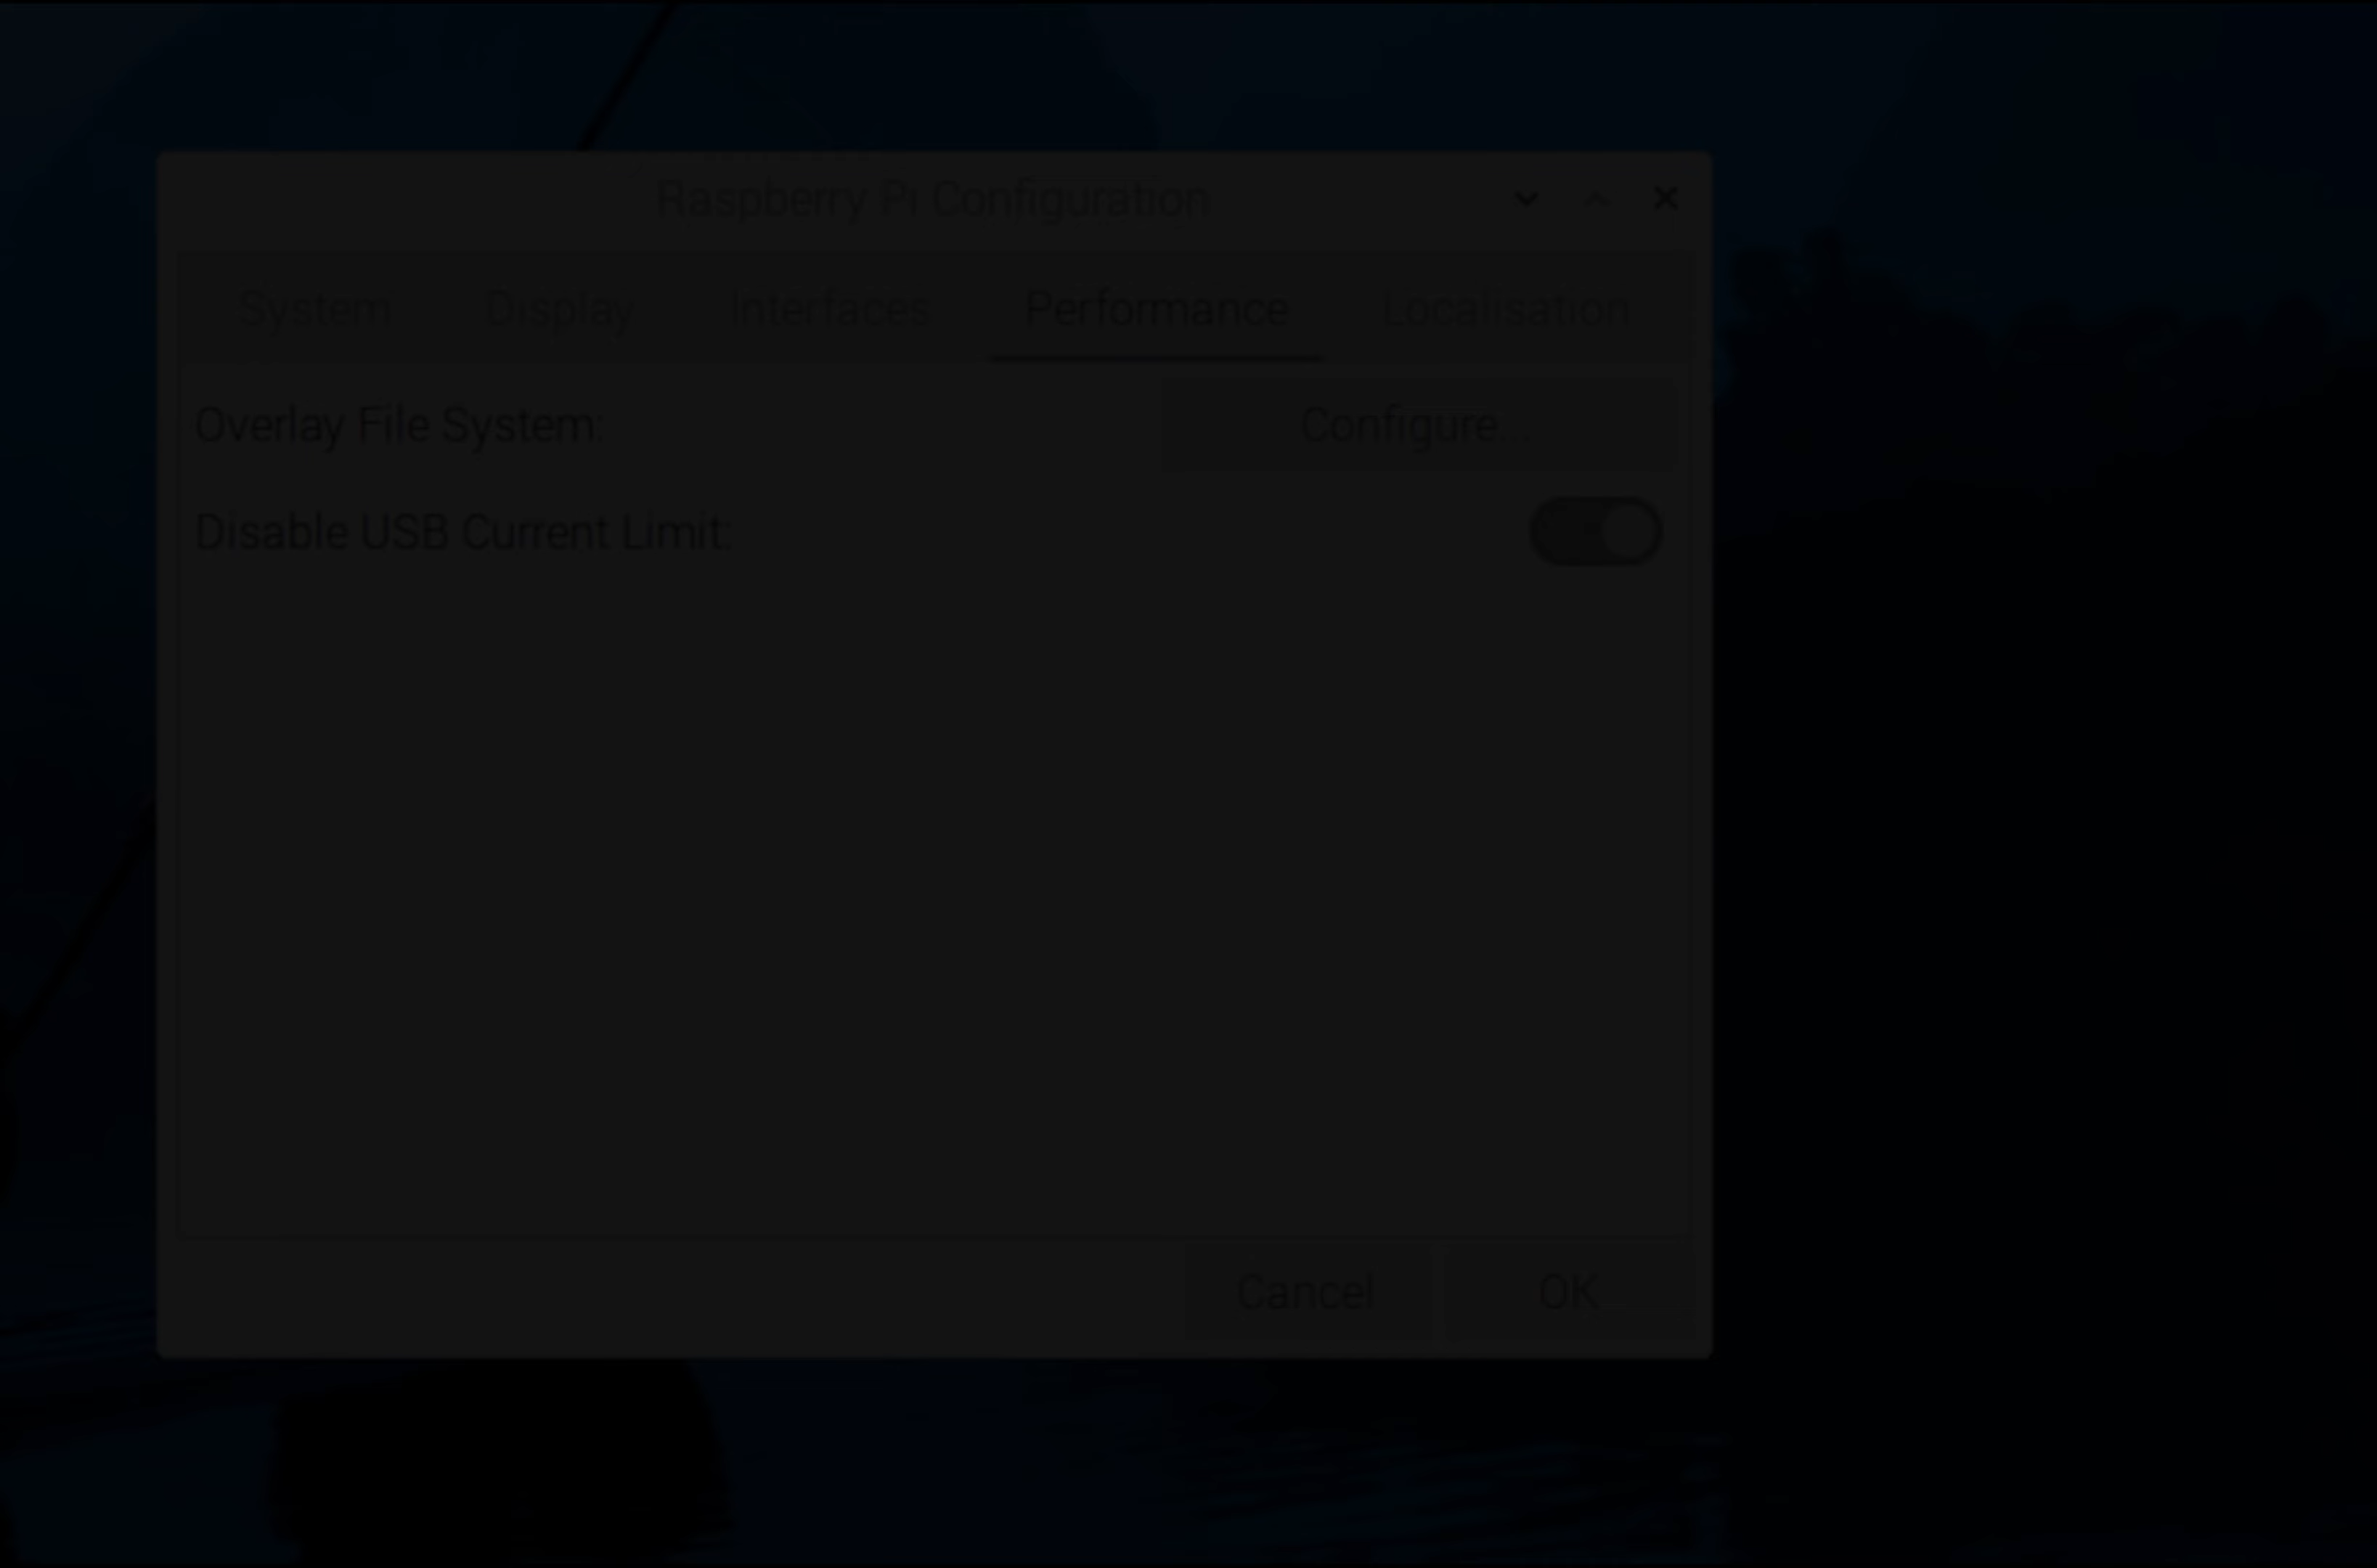 Raspberry Pi Configuration
System Display Interfaces Performance Localisation
Overlay File System: Configure...
Disable USB Current Limit:
Cancel OK